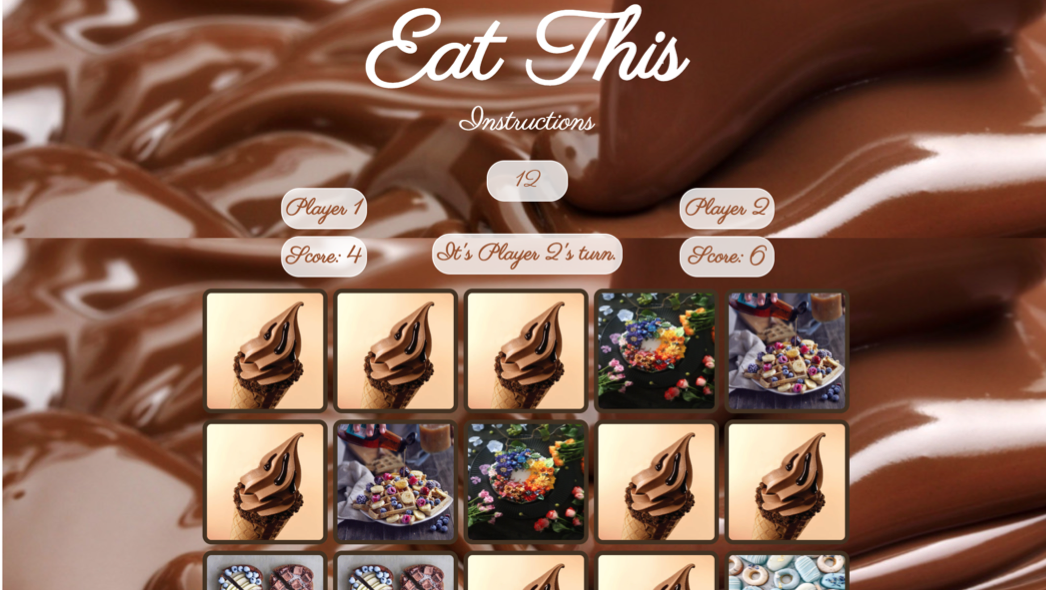 Eat This
Instructions
12
Player 1
Player 2
Score: 4
It's Player 2's turn.
Score: 6